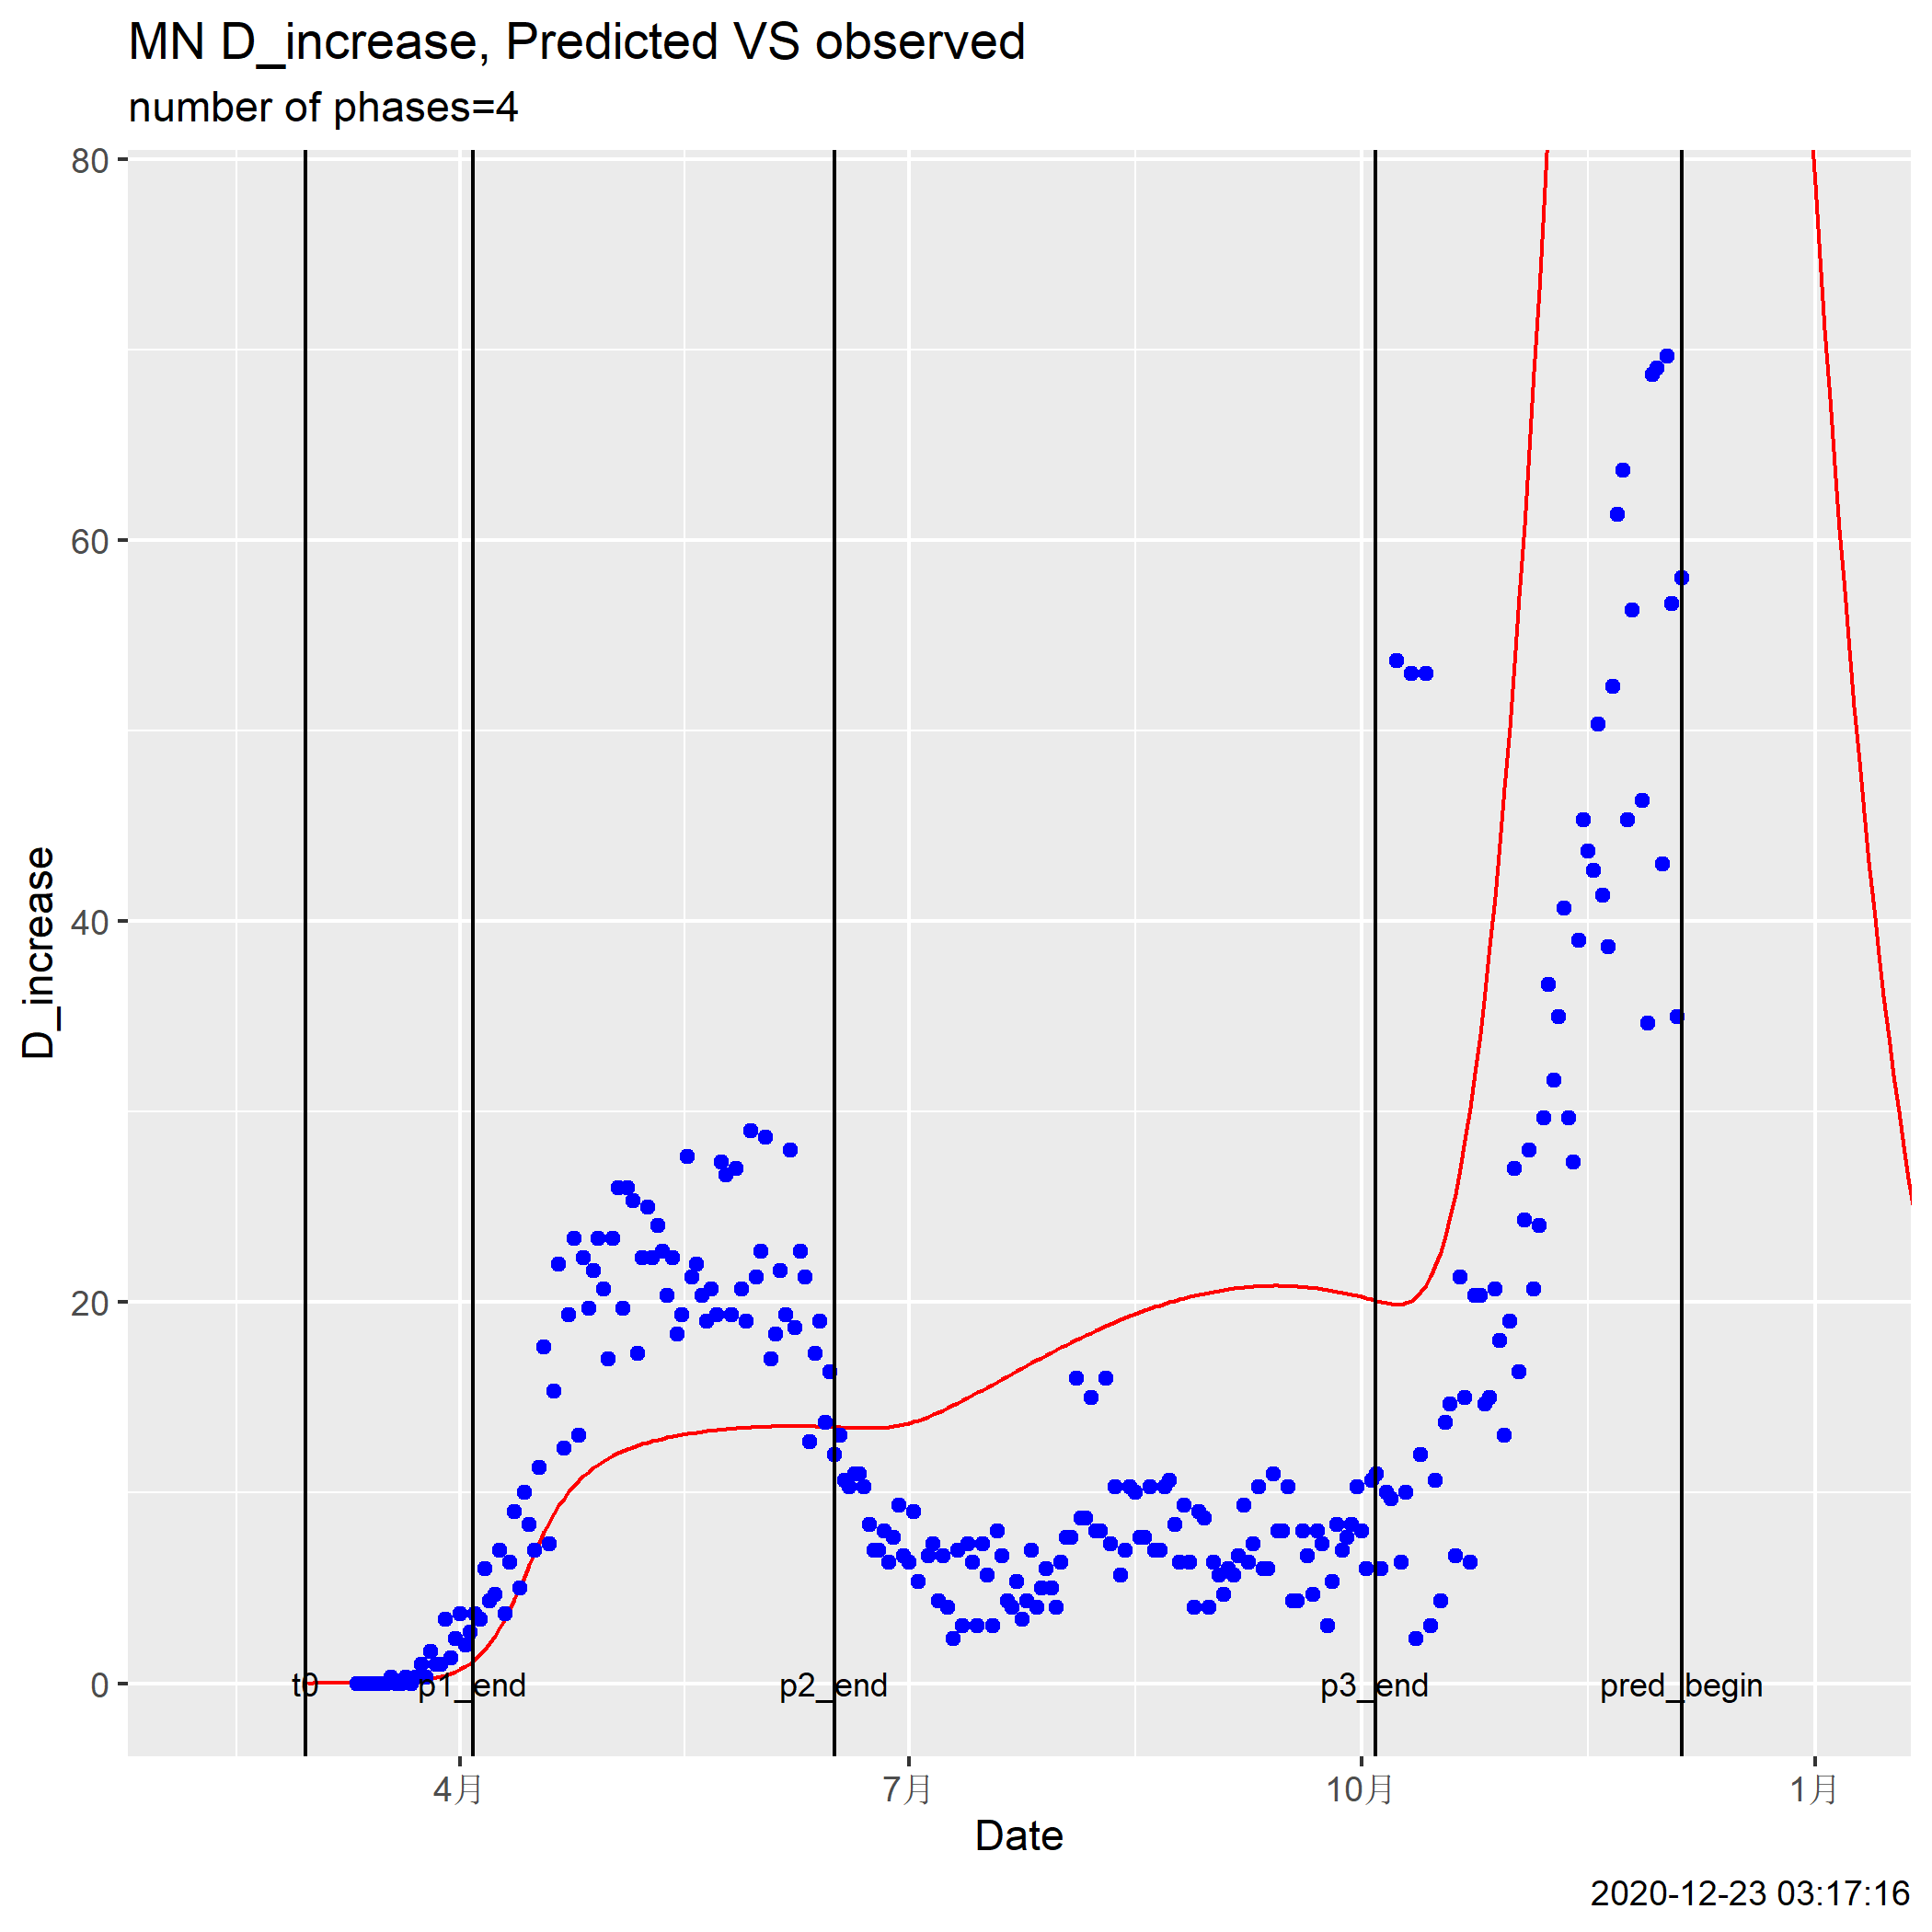 MN D_increase, Predicted VS observed
number of phases=4
80
60
40
20
0
D_increase
t0
p1_end
p2_end
p3_end
pred_begin
4月
7月
10月
1月
Date
2020-12-23 03:17:16